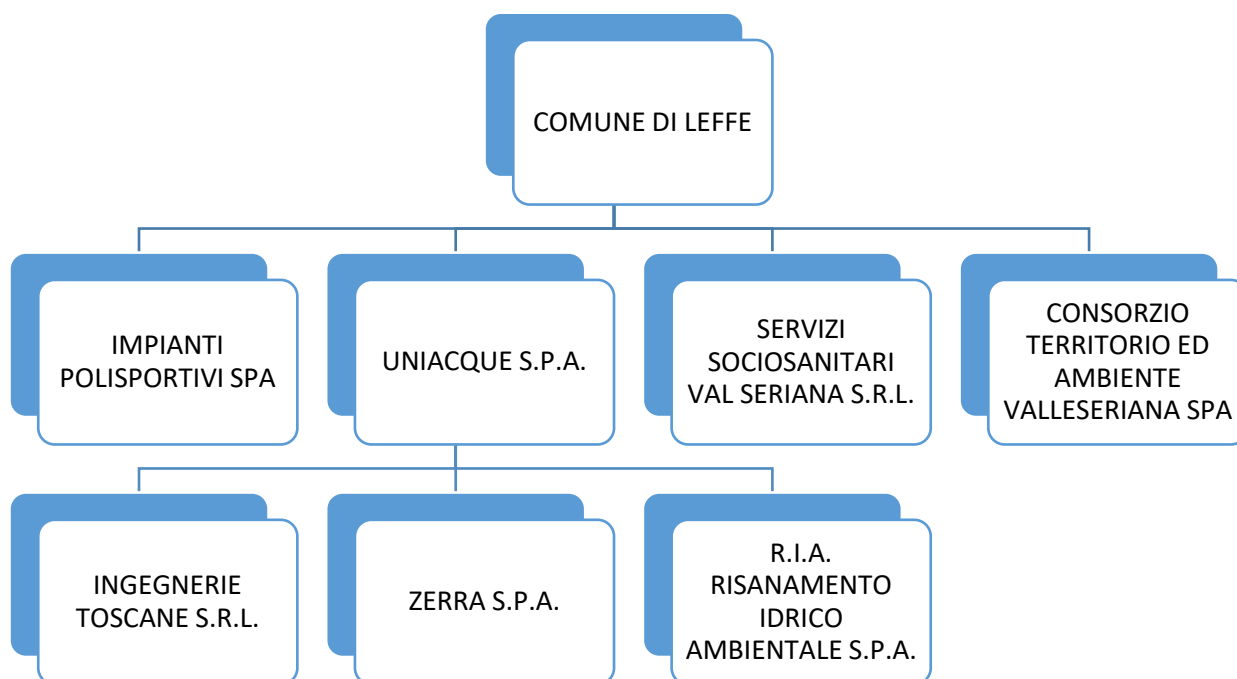 COMUNE DI LEFFE
IMPIANTI
POLISPORTIVI SPA
UNIACQUE S.P.A.
SERVIZI
SOCIOSANITARI
VAL SERIANA S.R.L.
CONSORZIO
TERRITORIO ED
AMBIENTE
VALLESERIANA SPA
INGEGNERIE
TOSCANE S.R.L.
ZERRA S.P.A.
R.I.A.
RISANAMENTO
IDRICO
AMBIENTALE S.P.A.